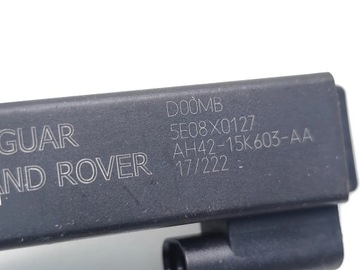 D00MB
5E08X0127
GUAR AH42-15K603-AA
AND ROVER 17/222